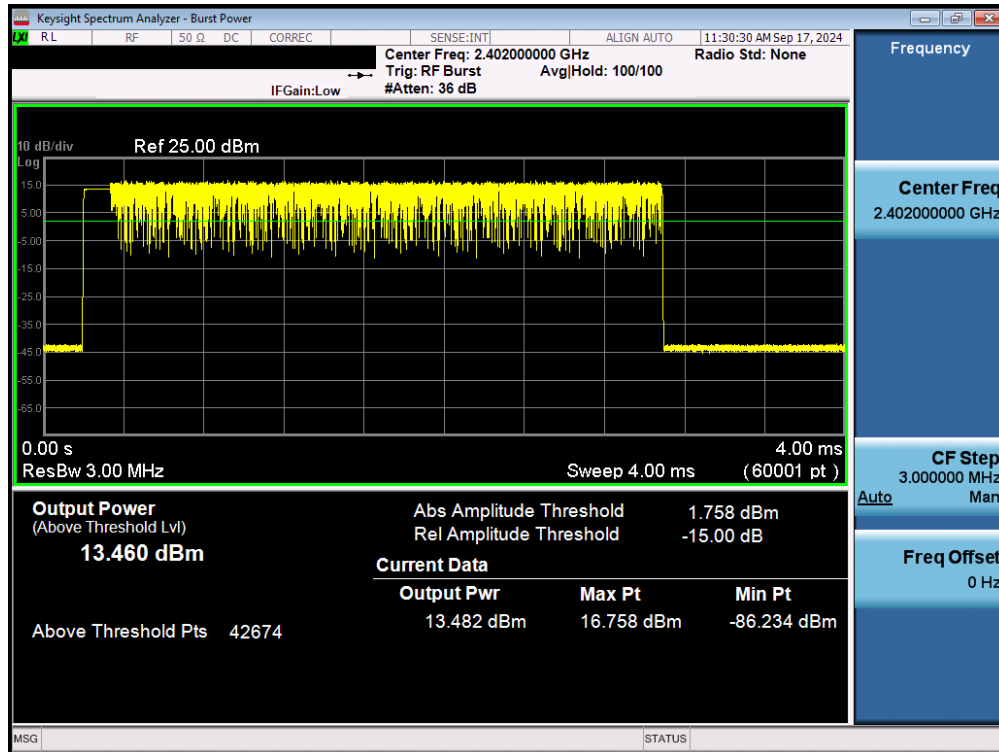 Keysight Spectrum Analyzer - Burst Power
LXI RL RF 50 Ω DC CORREC SENSE:INT ALIGN AUTO 11:30:30 AM Sep 17, 2024
Center Freq: 2.402000000 GHz Radio Std: None
Trig: RF Burst Avg|Hold: 100/100
IFGain:Low #Atten: 36 dB
Frequency
10 dB/div Ref 25.00 dBm
Log
15.0
5.00
-5.00
-15.0
-25.0
-35.0
-45.0
-55.0
-65.0
0.00 s 4.00 ms
ResBw 3.00 MHz Sweep 4.00 ms (60001 pt)
Center Freq
2.402000000 GHz
CF Step
3.000000 MHz
Auto Man
Freq Offset
0 Hz
Output Power
(Above Threshold Lvl)
13.460 dBm
Above Threshold Pts 42674
Abs Amplitude Threshold 1.758 dBm
Rel Amplitude Threshold -15.00 dB
Current Data
Output Pwr Max Pt Min Pt
13.482 dBm 16.758 dBm -86.234 dBm
MSG STATUS